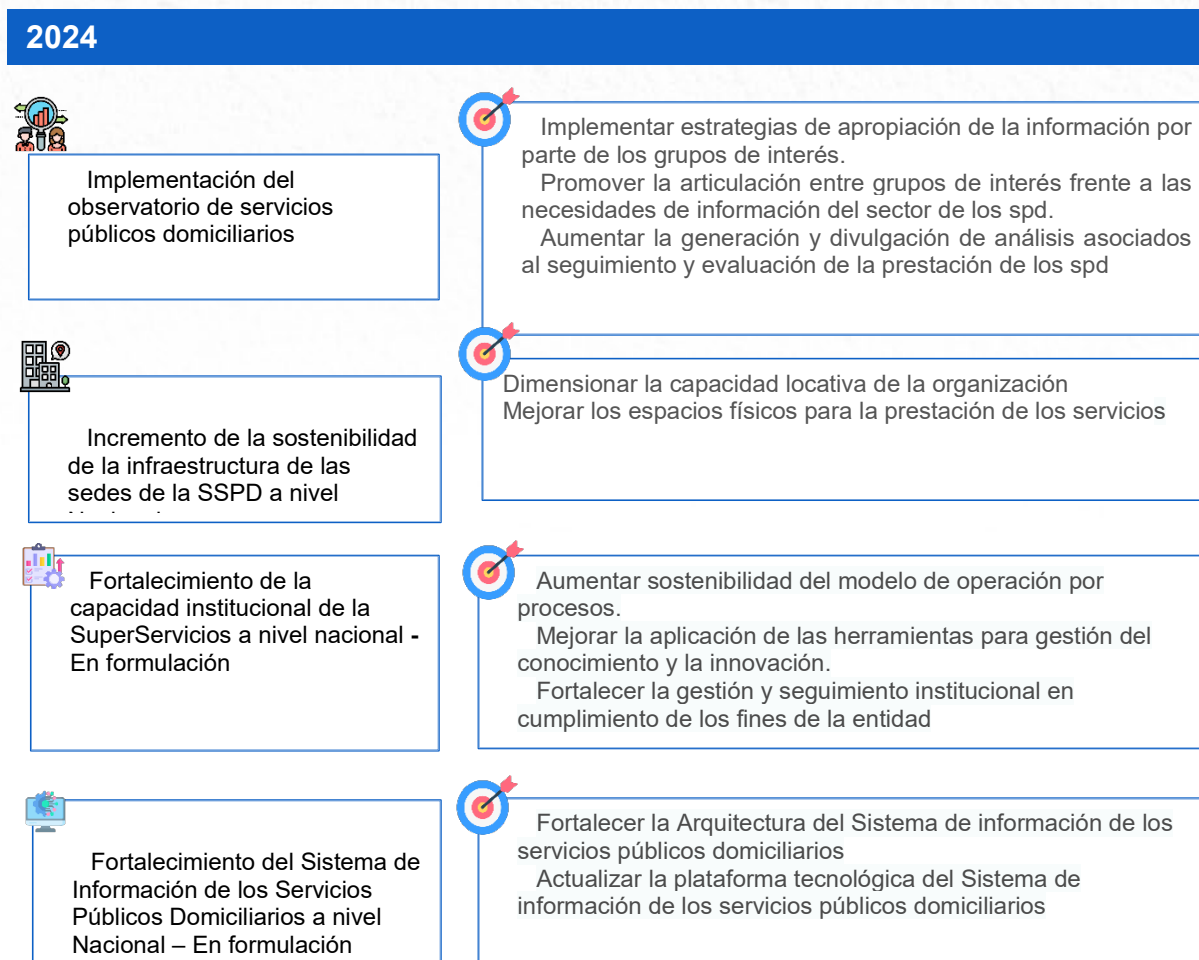 2024
Implementación del
observatorio de servicios
públicos domiciliarios
Implementar estrategias de apropiación de la información por
parte de los grupos de interés.
Promover la articulación entre grupos de interés frente a las
necesidades de información del sector de los spd.
Aumentar la generación y divulgación de análisis asociados
al seguimiento y evaluación de la prestación de los spd
Incremento de la sostenibilidad
de la infraestructura de las
sedes de la SSPD a nivel
Dimensionar la capacidad locativa de la organización
Mejorar los espacios físicos para la prestación de los servicios
Fortalecimiento de la
capacidad institucional de la
SuperServicios a nivel nacional -
En formulación
Aumentar sostenibilidad del modelo de operación por
procesos.
Mejorar la aplicación de las herramientas para gestión del
conocimiento y la innovación.
Fortalecer la gestión y seguimiento institucional en
cumplimiento de los fines de la entidad
Fortalecimiento del Sistema de
Información de los Servicios
Públicos Domiciliarios a nivel
Nacional – En formulación
Fortalecer la Arquitectura del Sistema de información de los
servicios públicos domiciliarios
Actualizar la plataforma tecnológica del Sistema de
información de los servicios públicos domiciliarios